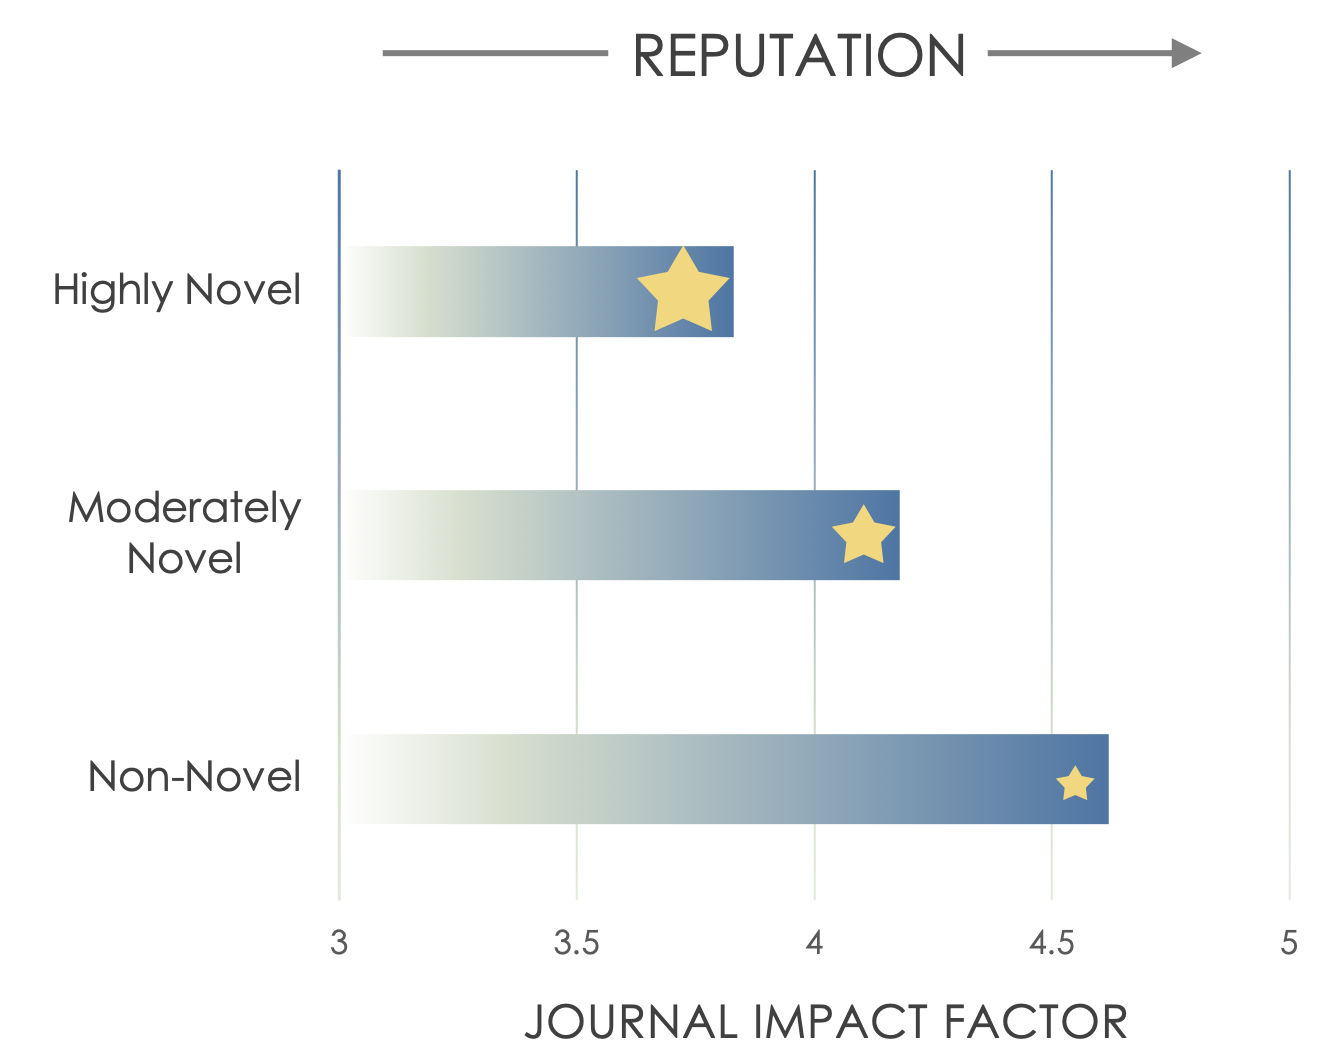 REPUTATION
Highly Novel
Moderately
Novel
Non-Novel
3 3.5 4 4.5 5
JOURNAL IMPACT FACTOR